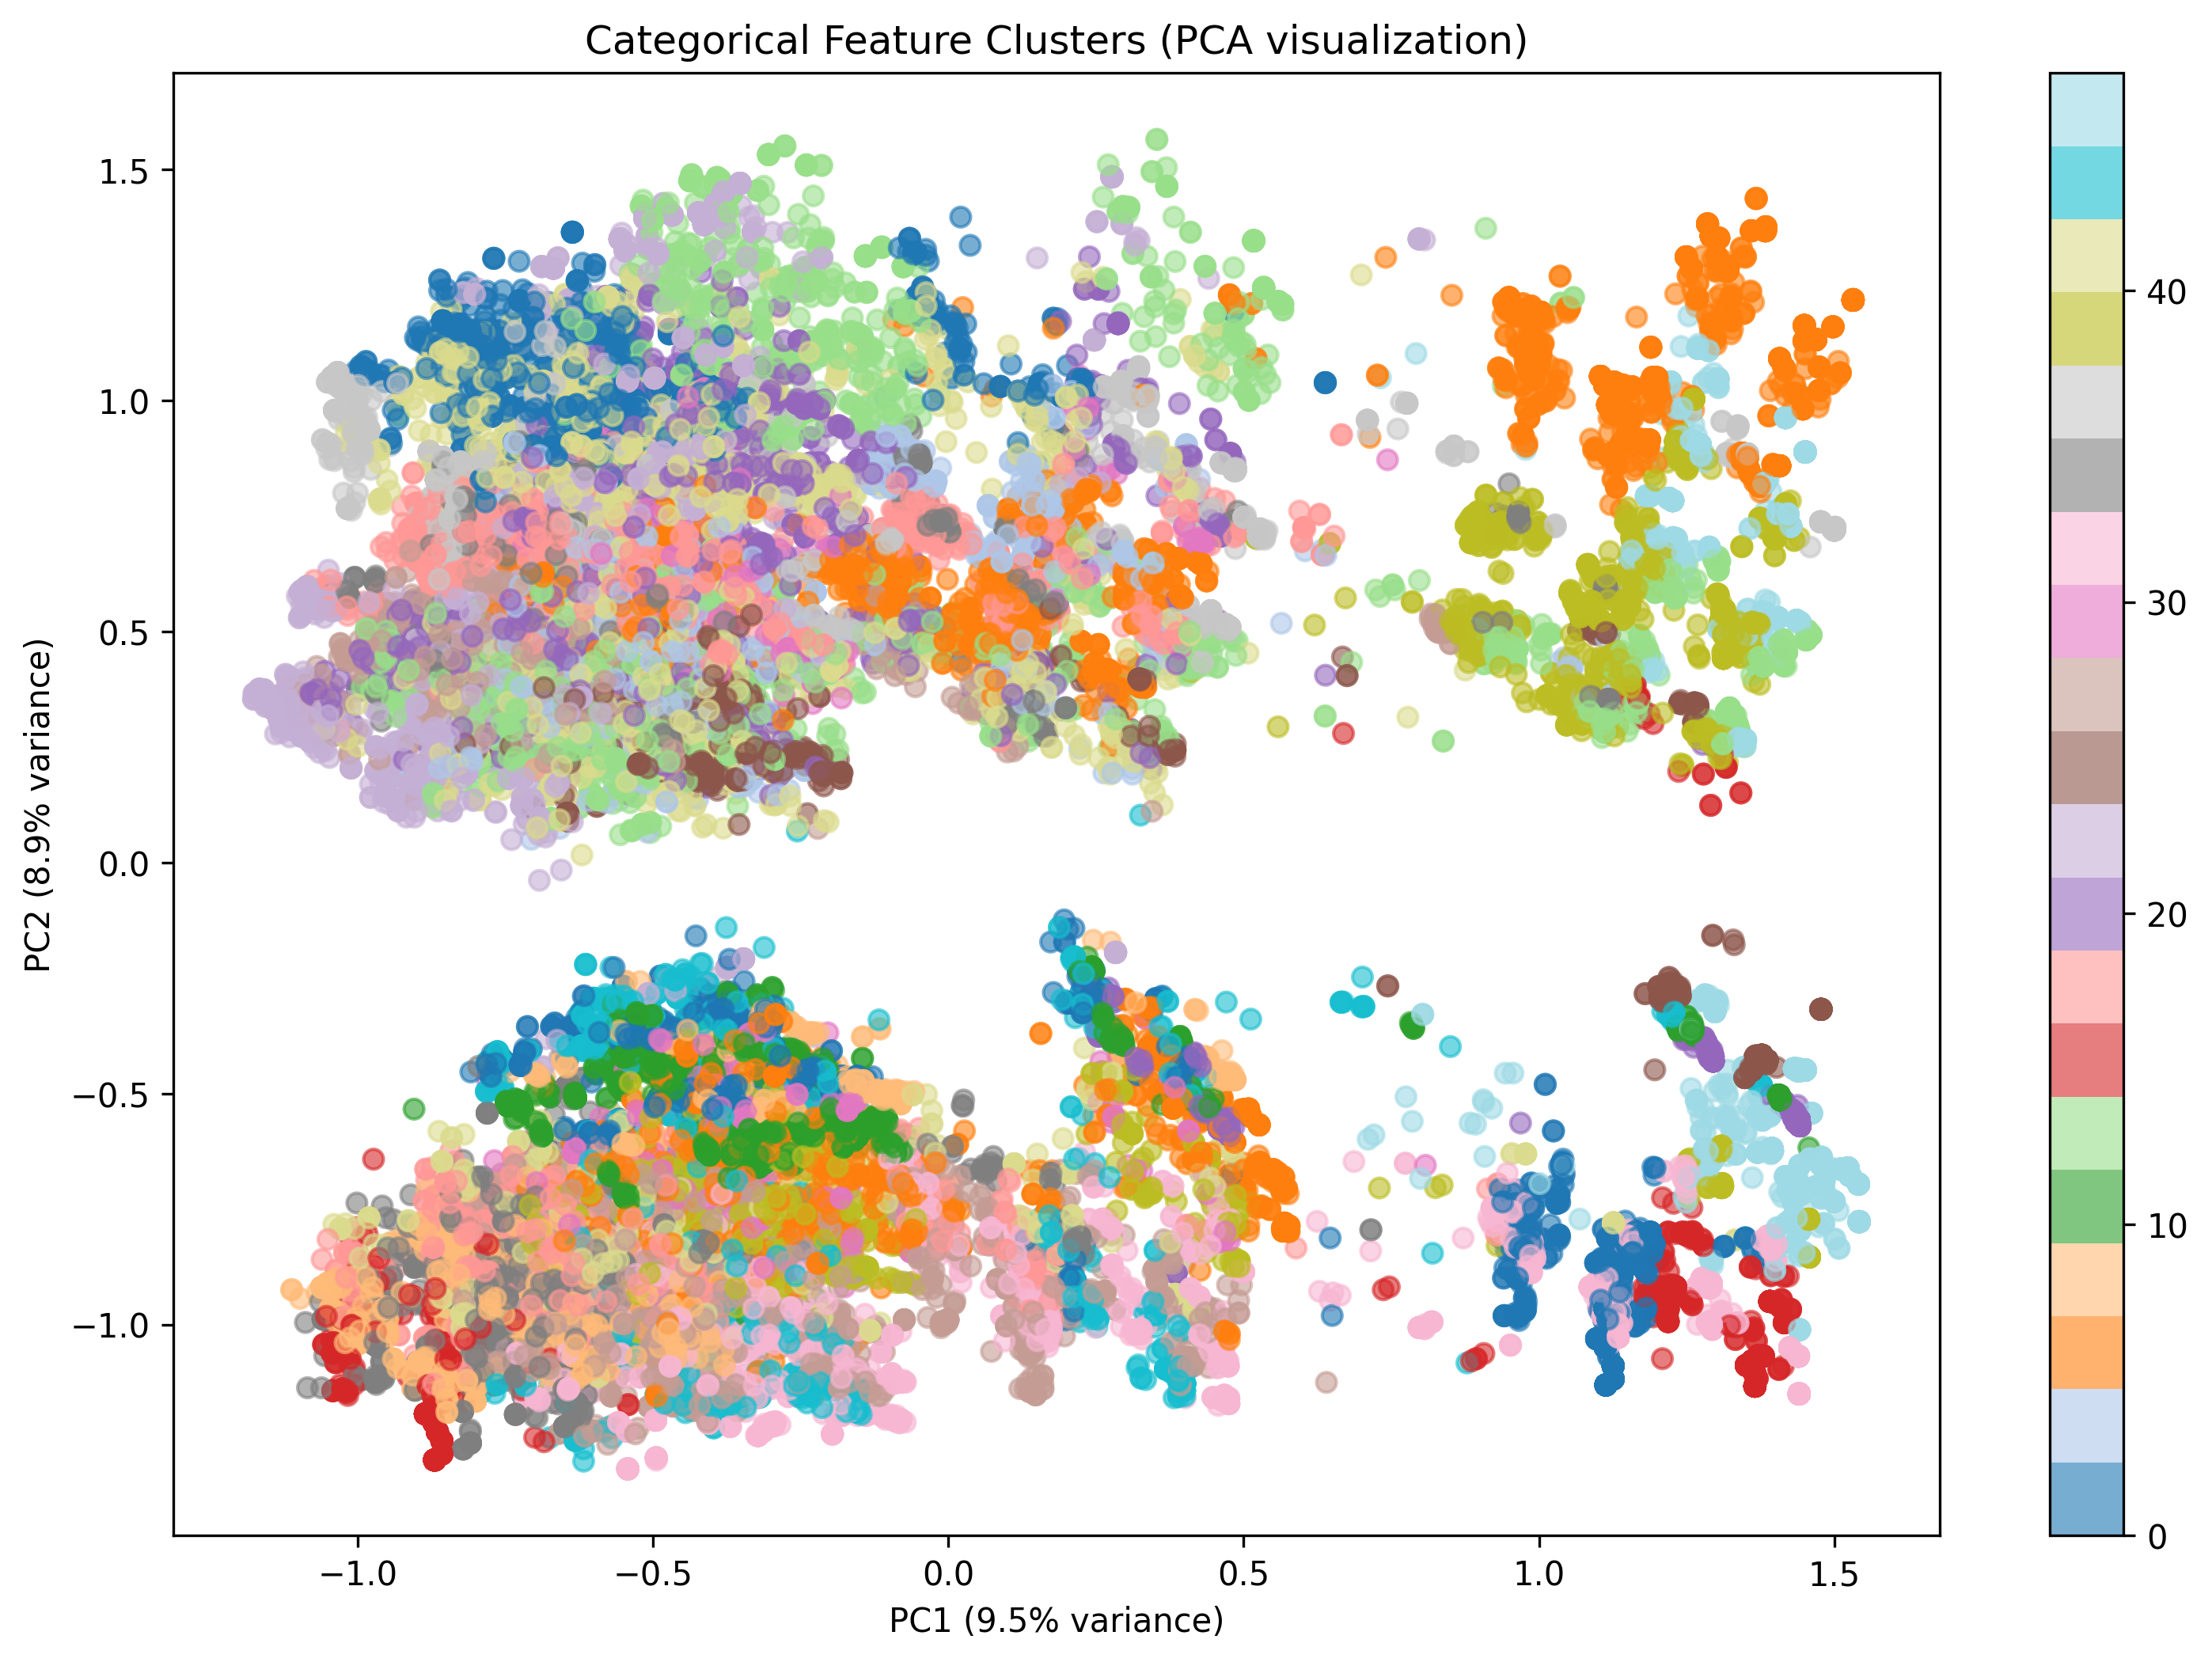 Categorical Feature Clusters (PCA visualization)
PC2 (8.9% variance)
1.5
1.0
0.5
0.0
−0.5
−1.0
−1.0 −0.5 0.0 0.5 1.0 1.5
PC1 (9.5% variance)
40
30
20
10
0